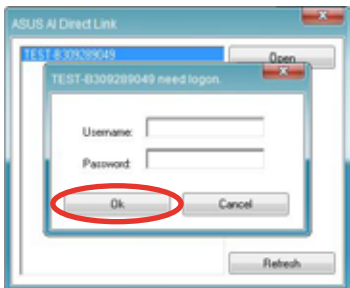 ASUS AI Direct Link
TEST-B309289049
Open
TEST-B309289049 need logon.
Username:
Password:
Ok
Cancel
Refresh